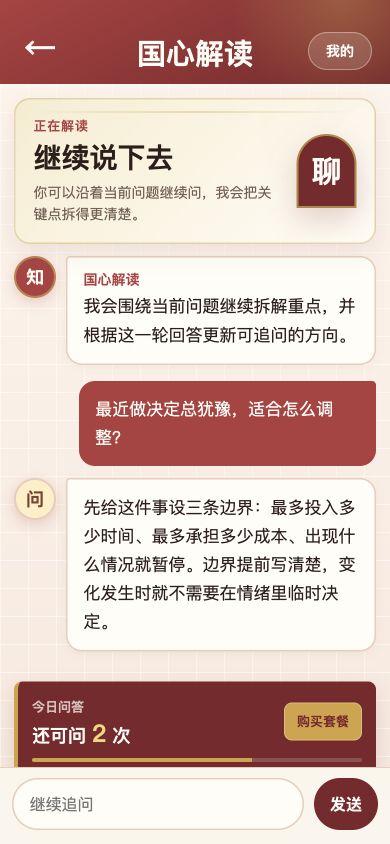 国心解读
我的
正在解读
继续说下去
你可以沿着当前问题继续问，我会把关
键点拆得更清楚。
聊
知
国心解读
我会围绕当前问题继续拆解重点，并
根据这一轮回答更新可追问的方向。
最近做决定总犹豫，适合怎么调
整？
问
先给这件事设三条边界：最多投入多
少时间、最多承担多少成本、出现什
么情况就暂停。边界提前写清楚，变
化发生时就不需要在情绪里临时决
定。
今日问答
还可问 2 次
购买套餐
继续追问
发送